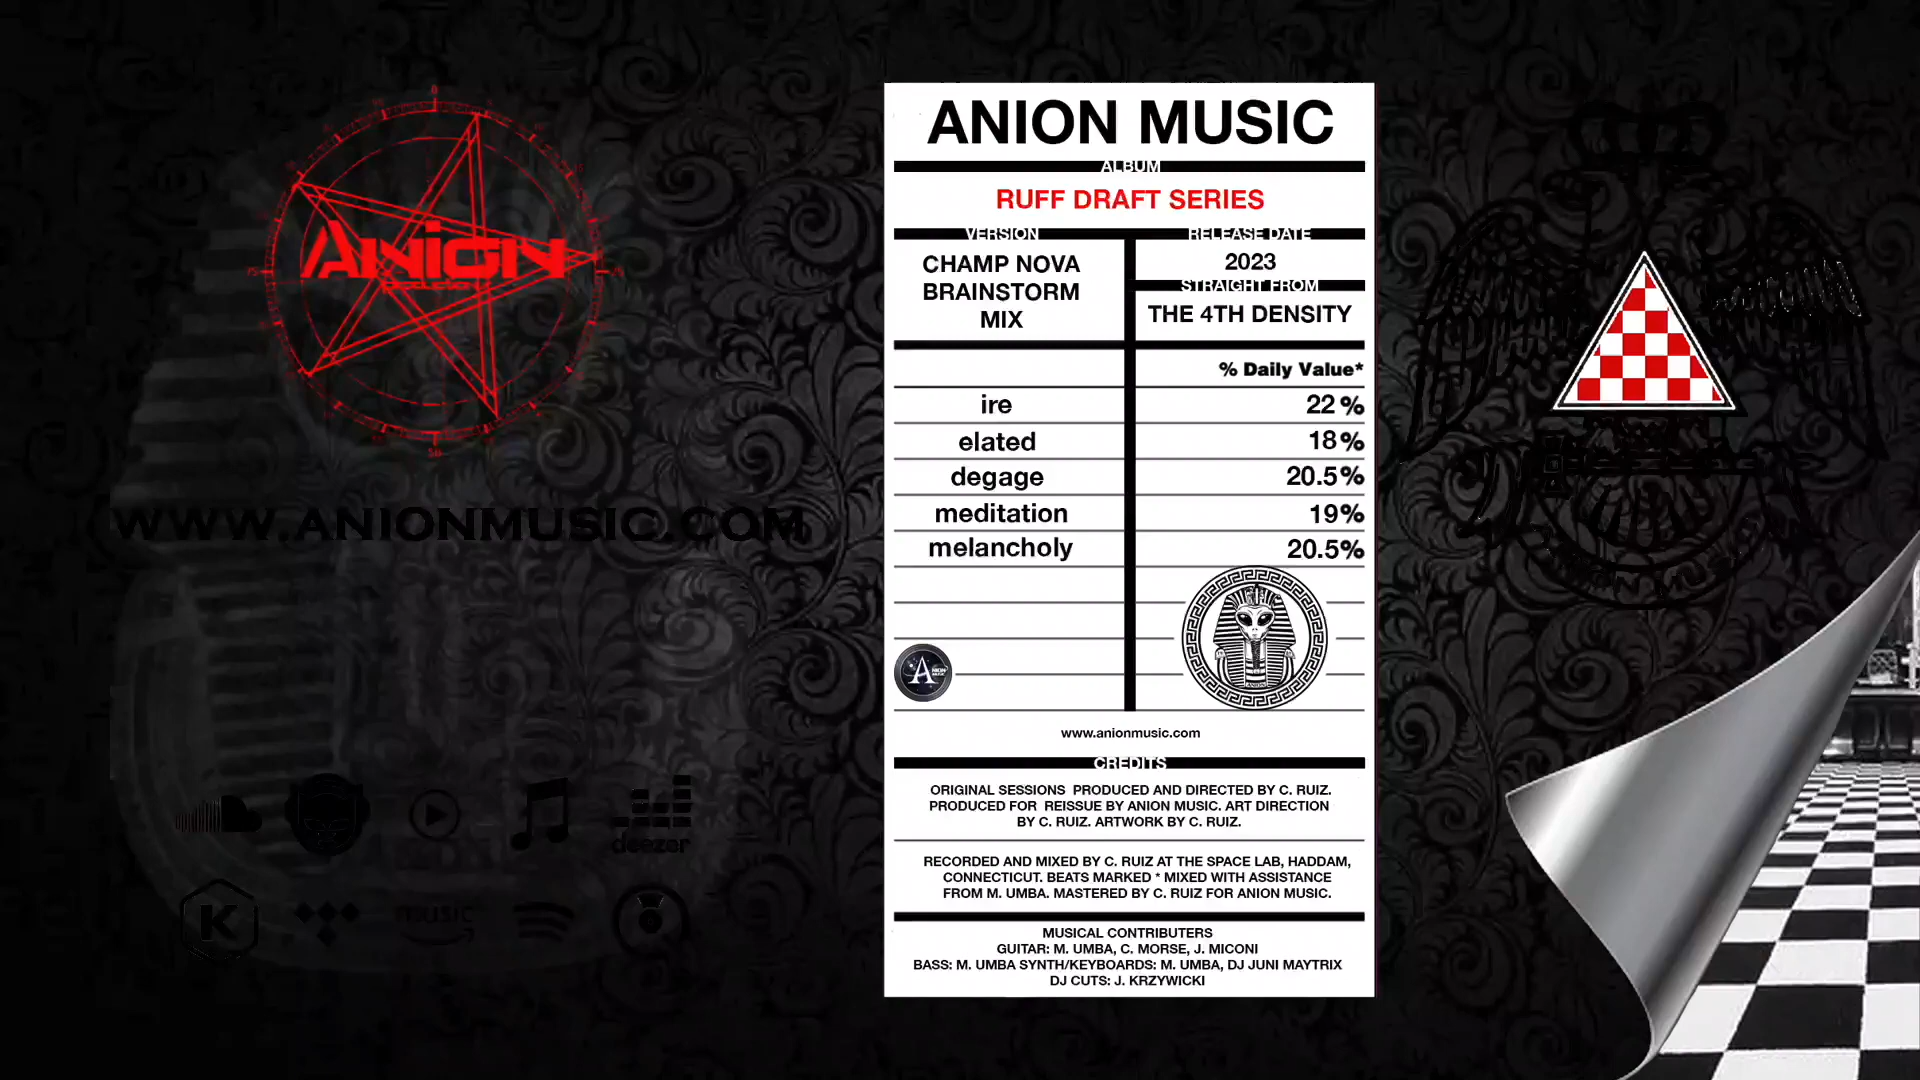 ANION
WWW.ANIONMUSIC.COM
deezer
music
ANION MUSIC
ALBUM
RUFF DRAFT SERIES
VERSION
CHAMP NOVA
BRAINSTORM
MIX
RELEASE DATE
2023
STRAIGHT FROM
THE 4TH DENSITY
% Daily Value*
ire 22 %
elated 18%
degage 20.5%
meditation 19%
melancholy 20.5%
www.anionmusic.com
CREDITS
ORIGINAL SESSIONS PRODUCED AND DIRECTED BY C. RUIZ.
PRODUCED FOR REISSUE BY ANION MUSIC. ART DIRECTION
BY C. RUIZ. ARTWORK BY C. RUIZ.
RECORDED AND MIXED BY C. RUIZ AT THE SPACE LAB, HADDAM,
CONNECTICUT. BEATS MARKED * MIXED WITH ASSISTANCE
FROM M. UMBA. MASTERED BY C. RUIZ FOR ANION MUSIC.
MUSICAL CONTRIBUTERS
GUITAR: M. UMBA, C. MORSE, J. MICONI
BASS: M. UMBA SYNTH/KEYBOARDS: M. UMBA, DJ JUNI MAYTRIX
DJ CUTS: J. KRZYWICKI